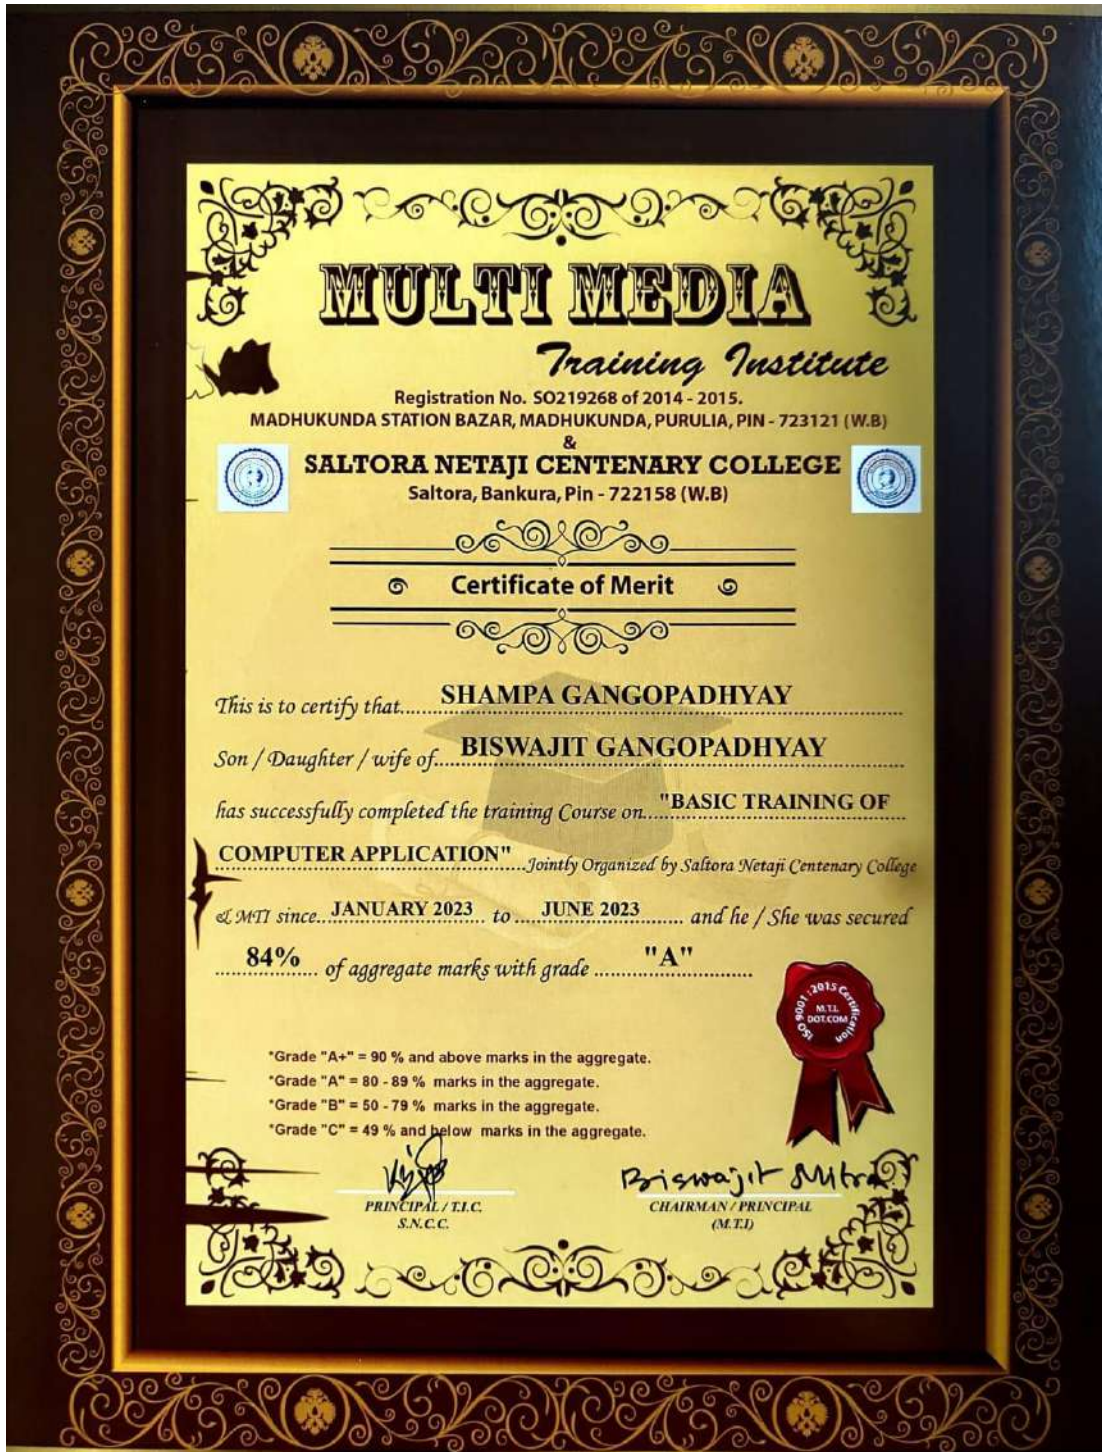 MULTI MEDIA
Training Institute
Registration No. SO219268 of 2014 - 2015.
MADHUKUNDA STATION BAZAR, MADHUKUNDA, PURULIA, PIN - 723121 (W.B)
&
SALTORA NETAJI CENTENARY COLLEGE
Saltora, Bankura, Pin - 722158 (W.B)
Certificate of Merit
This is to certify that SHAMPA GANGOPADHYAY
Son / Daughter / wife of BISWAJIT GANGOPADHYAY
has successfully completed the training Course on "BASIC TRAINING OF
COMPUTER APPLICATION" Jointly Organized by Saltora Netaji Centenary College
& MTI since JANUARY 2023 to JUNE 2023 and he / She was secured
84% of aggregate marks with grade "A"
ISO 9001 : 2015 Certification
M.T.I.
DOT.COM
*Grade "A+" = 90 % and above marks in the aggregate.
*Grade "A" = 80 - 89 % marks in the aggregate.
*Grade "B" = 50 - 79 % marks in the aggregate.
*Grade "C" = 49 % and below marks in the aggregate.
Biswajit Mitra
PRINCIPAL / T.I.C.
S.N.C.C.
CHAIRMAN / PRINCIPAL
(M.T.I)